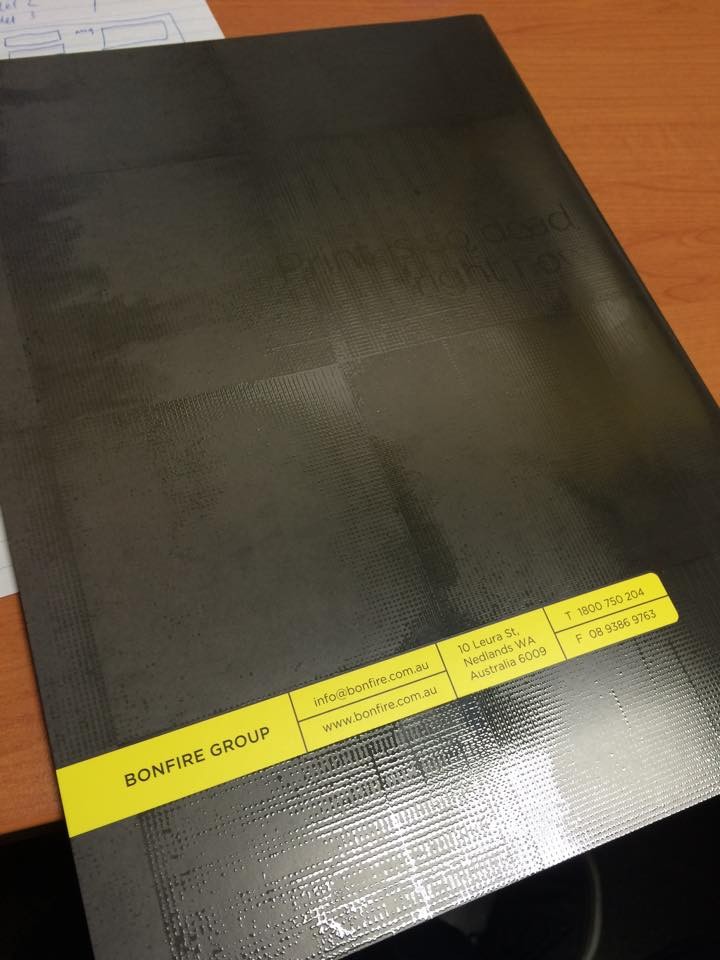 Print is so dead
right now
BONFIRE GROUP
info@bonfire.com.au
www.bonfire.com.au
10 Leura St,
Nedlands WA
Australia 6009
T 1800 750 204
F 08 9386 9763